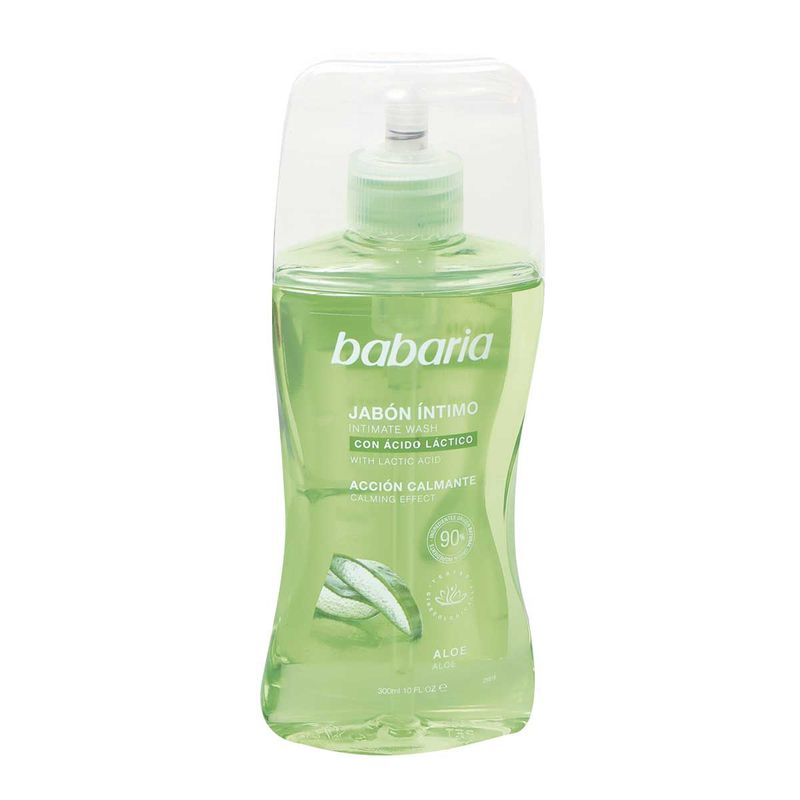 babaria
JABÓN ÍNTIMO
INTIMATE WASH
CON ÁCIDO LÁCTICO
WITH LACTIC ACID
ACCIÓN CALMANTE
CALMING EFFECT
90%
ALOE
ALOE
300ml 10 FL OZ ℮